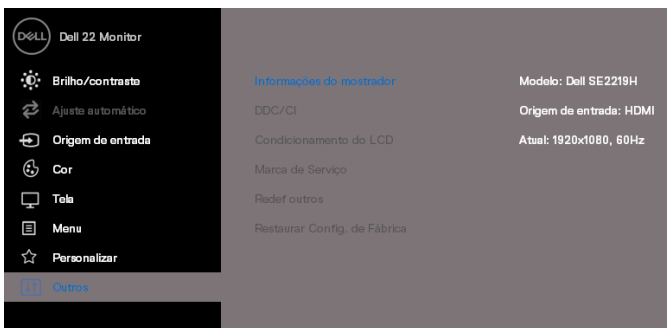 DELL
Dell 22 Monitor
Brilho/contraste
Ajuste automático
Origem de entrada
Cor
Tela
Menu
Personalizar
Outros
Informações do mostrador
DDC/CI
Condicionamento do LCD
Marca de Serviço
Redef outros
Restaurar Config. de Fábrica
Modelo: Dell SE2219H
Origem de entrada: HDMI
Atual: 1920x1080, 60Hz